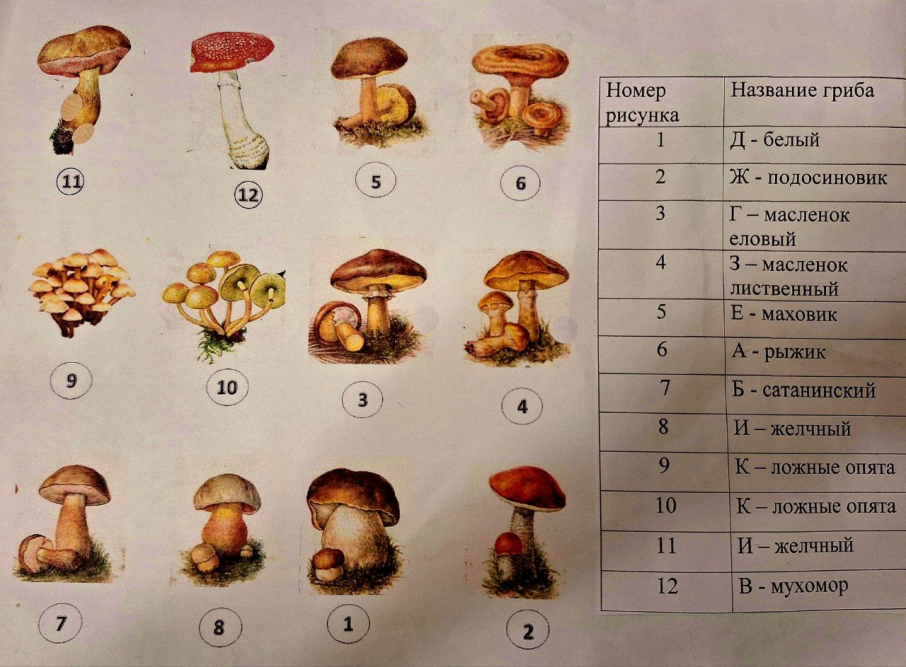 11
12
5
6
9
10
3
4
7
8
1
2
Номер рисунка Название гриба
1 Д - белый
2 Ж - подосиновик
3 Г – масленок
еловый
4 З – масленок
лиственный
5 Е - маховик
6 А - рыжик
7 Б - сатанинский
8 И – желчный
9 К – ложные опята
10 К – ложные опята
11 И – желчный
12 В - мухомор